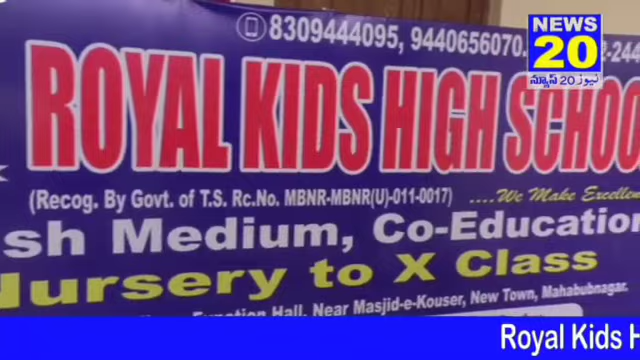 8309444095, 9440656070.
NEWS
20
న్యూస్ 20 نیوز
ROYAL KIDS HIGH SCHOO
(Recog. By Govt. of T.S. Rc.No. MBNR-MBNR(U)-011-0017) ....We Make Excellen
sh Medium, Co-Education
Nursery to X Class
Function Hall, Near Masjid-e-Kouser, New Town, Mahabubnagar.
Royal Kids H